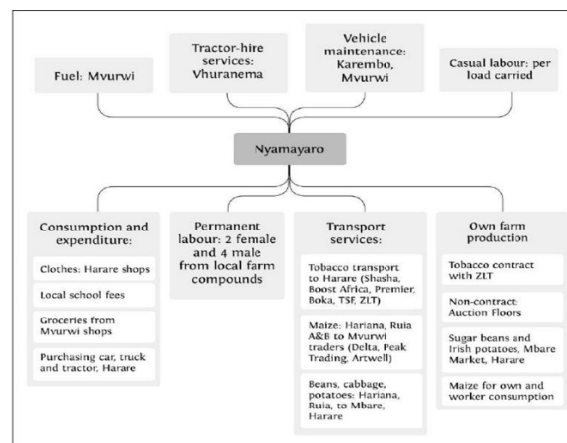 Fuel: Mvurwi
Tractor-hire
services:
Vhuranema
Vehicle
maintenance:
Karembo,
Mvurwi
Casual labour: per
load carried
Nyamayaro
Consumption and
expenditure:
Clothes: Harare shops
Local school fees
Groceries from
Mvurwi shops
Purchasing car, truck
and tractor, Harare
Permanent
labour: 2 female
and 4 male
from local farm
compounds
Transport
services:
Tobacco transport
to Harare (Shasha,
Boost Africa, Premier,
Boka, TSF, ZLT)
Maize: Hariana, Ruia
A&B to Mvurwi
traders (Delta, Peak
Trading, Artwell)
Beans, cabbage,
potatoes: Hariana,
Ruia, to Mbare,
Harare
Own farm
production
Tobacco contract
with ZLT
Non-contract:
Auction Floors
Sugar beans and
Irish potatoes, Mbare
Market, Harare
Maize for own and
worker consumption